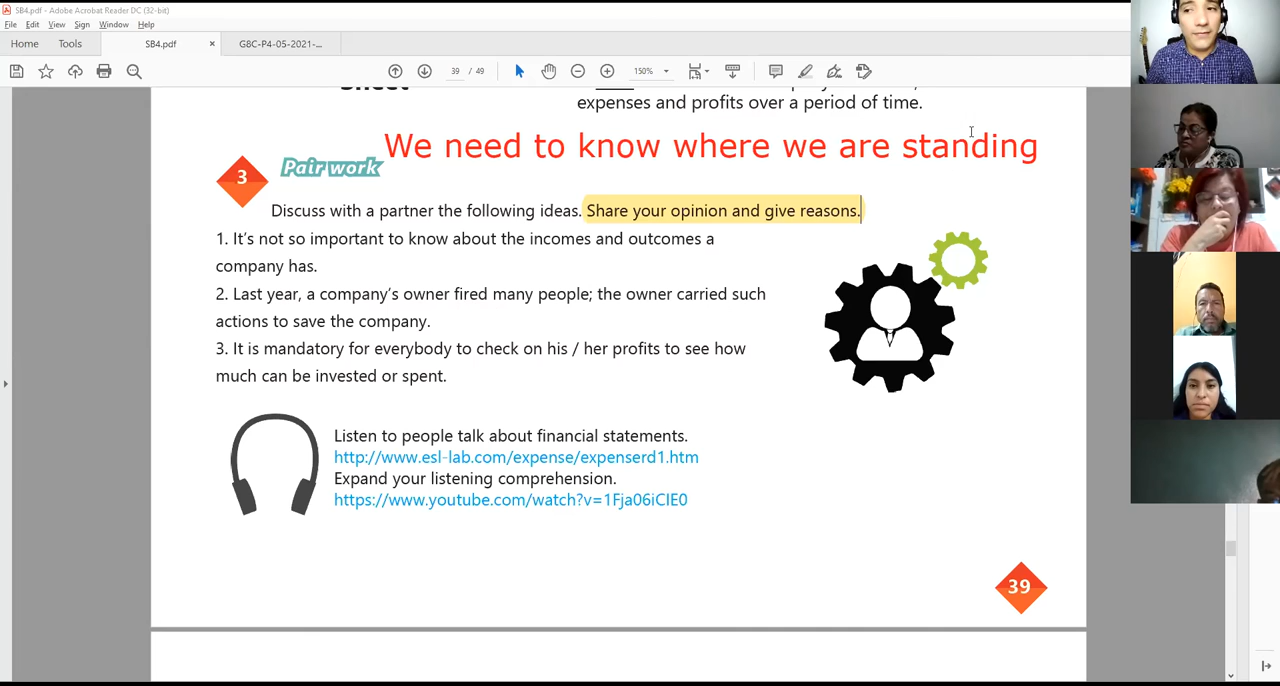 SB4.pdf - Adobe Acrobat Reader DC (32-bit)
File Edit View Sign Window Help
Home Tools SB4.pdf × G8C-P4-05-2021-...
39 / 49 150%
expenses and profits over a period of time.
We need to know where we are standing
3 Pair work
Discuss with a partner the following ideas. Share your opinion and give reasons.
1. It's not so important to know about the incomes and outcomes a
company has.
2. Last year, a company's owner fired many people; the owner carried such
actions to save the company.
3. It is mandatory for everybody to check on his / her profits to see how
much can be invested or spent.
Listen to people talk about financial statements.
http://www.esl-lab.com/expense/expenserd1.htm
Expand your listening comprehension.
https://www.youtube.com/watch?v=1Fja06iCIE0
39